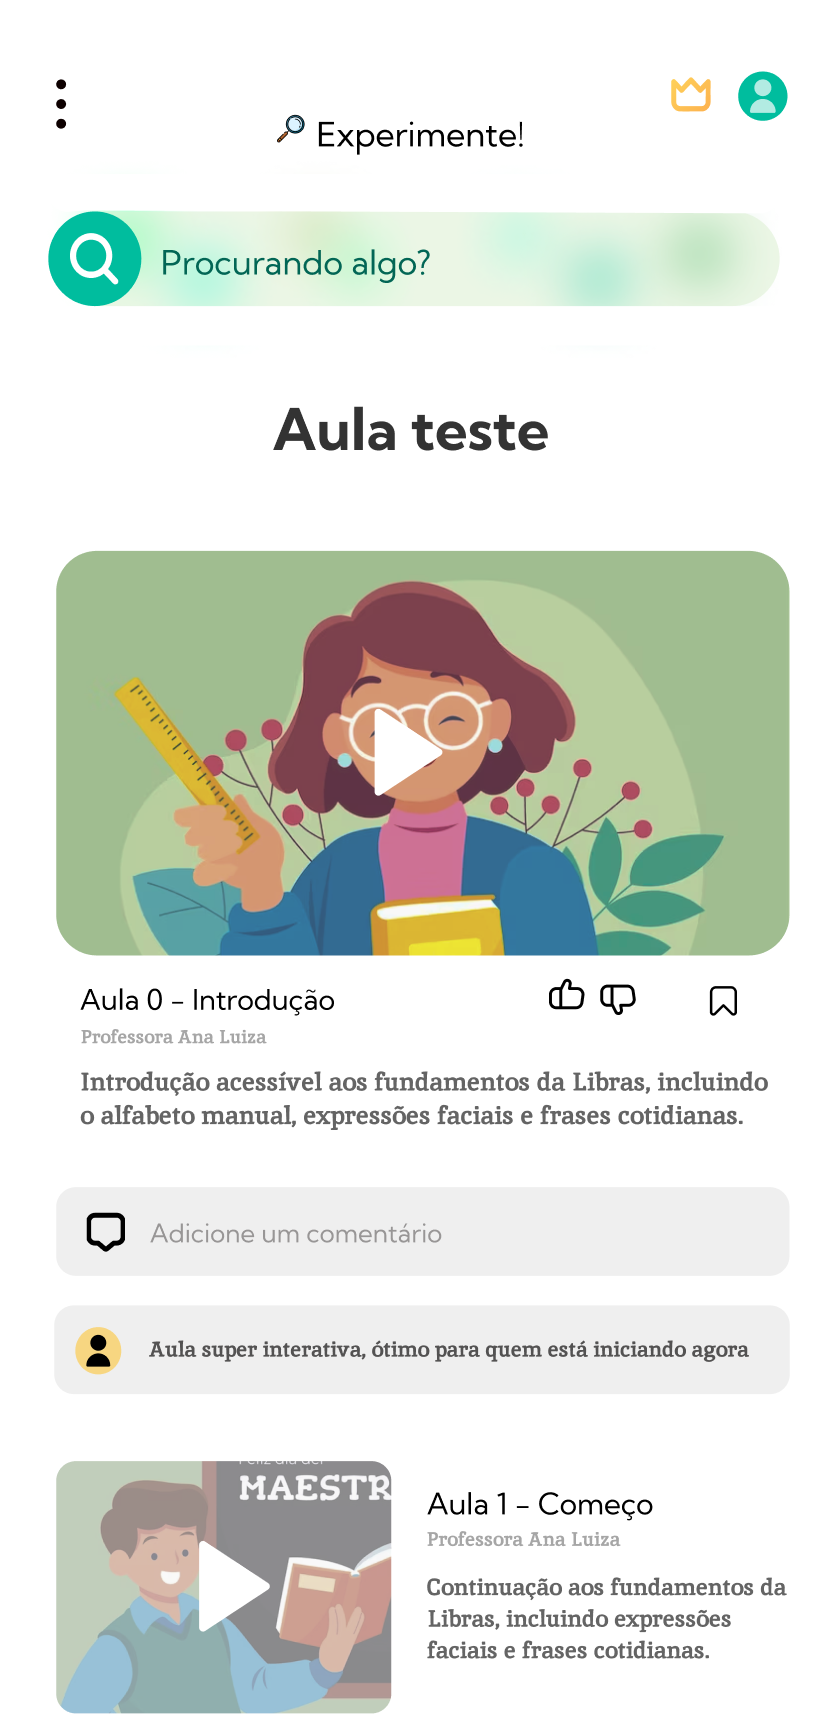 Experimente!
Procurando algo?
Aula teste
Aula 0 - Introdução
Professora Ana Luiza
Introdução acessível aos fundamentos da Libras, incluindo
o alfabeto manual, expressões faciais e frases cotidianas.
Adicione um comentário
Aula super interativa, ótimo para quem está iniciando agora
Feliz día del
MAESTR
Aula 1 - Começo
Professora Ana Luiza
Continuação aos fundamentos da
Libras, incluindo expressões
faciais e frases cotidianas.